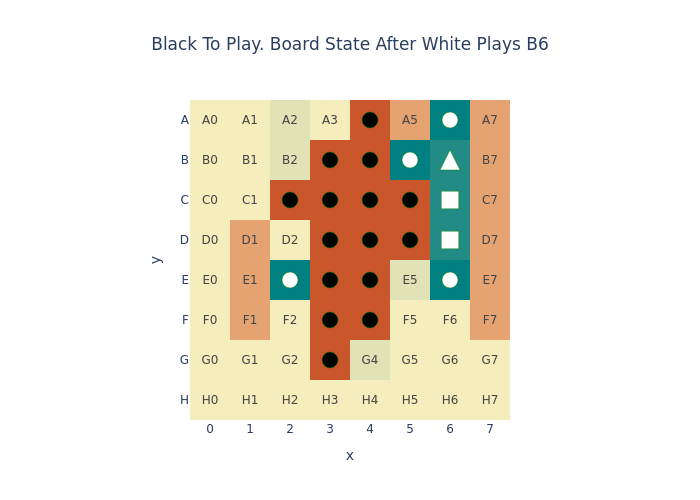 Black To Play. Board State After White Plays B6
A A0 A1 A2 A3 A5 A7
B B0 B1 B2 B7
C C0 C1 C7
D D0 D1 D2 D7
E E0 E1 E5 E7
F F0 F1 F2 F5 F6 F7
G G0 G1 G2 G4 G5 G6 G7
H H0 H1 H2 H3 H4 H5 H6 H7
0 1 2 3 4 5 6 7
x
y